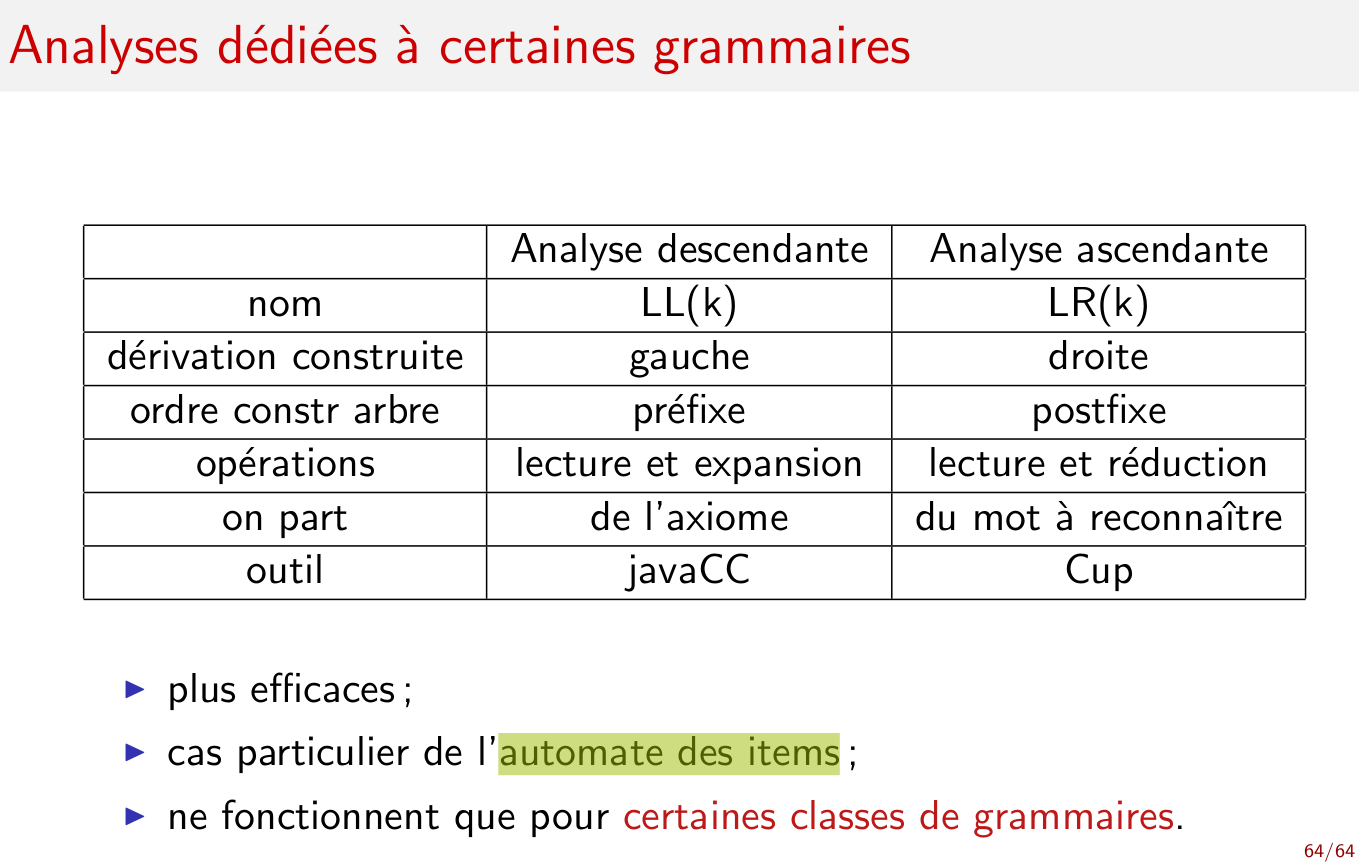 Analyses dédiées à certaines grammaires
Analyse descendante Analyse ascendante
nom LL(k) LR(k)
dérivation construite gauche droite
ordre constr arbre préfixe postfixe
opérations lecture et expansion lecture et réduction
on part de l'axiome du mot à reconnaître
outil javaCC Cup
▶ plus efficaces ;
▶ cas particulier de l'automate des items ;
▶ ne fonctionnent que pour certaines classes de grammaires.
64/64